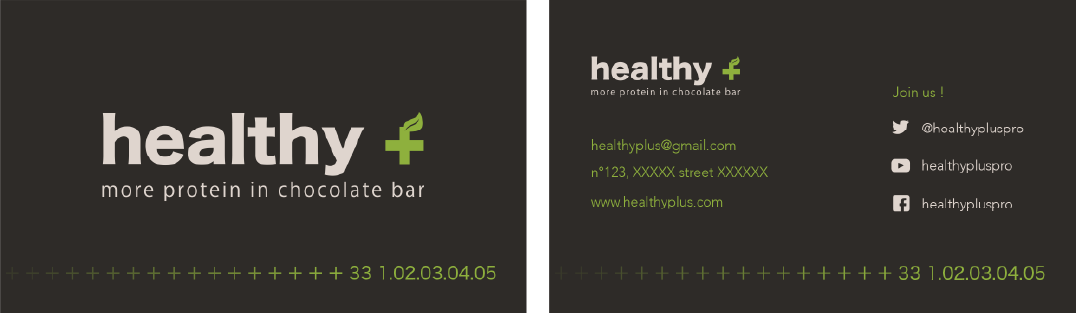 healthy +
more protein in chocolate bar
+ + + + + + + + + + + + + + + + + 33 1.02.03.04.05
healthy +
more protein in chocolate bar
healthyplus@gmail.com
n°123, XXXXX street XXXXXX
www.healthyplus.com
Join us !
@healthypluspro
healthypluspro
healthypluspro
+ + + + + + + + + + + + + + + + + 33 1.02.03.04.05